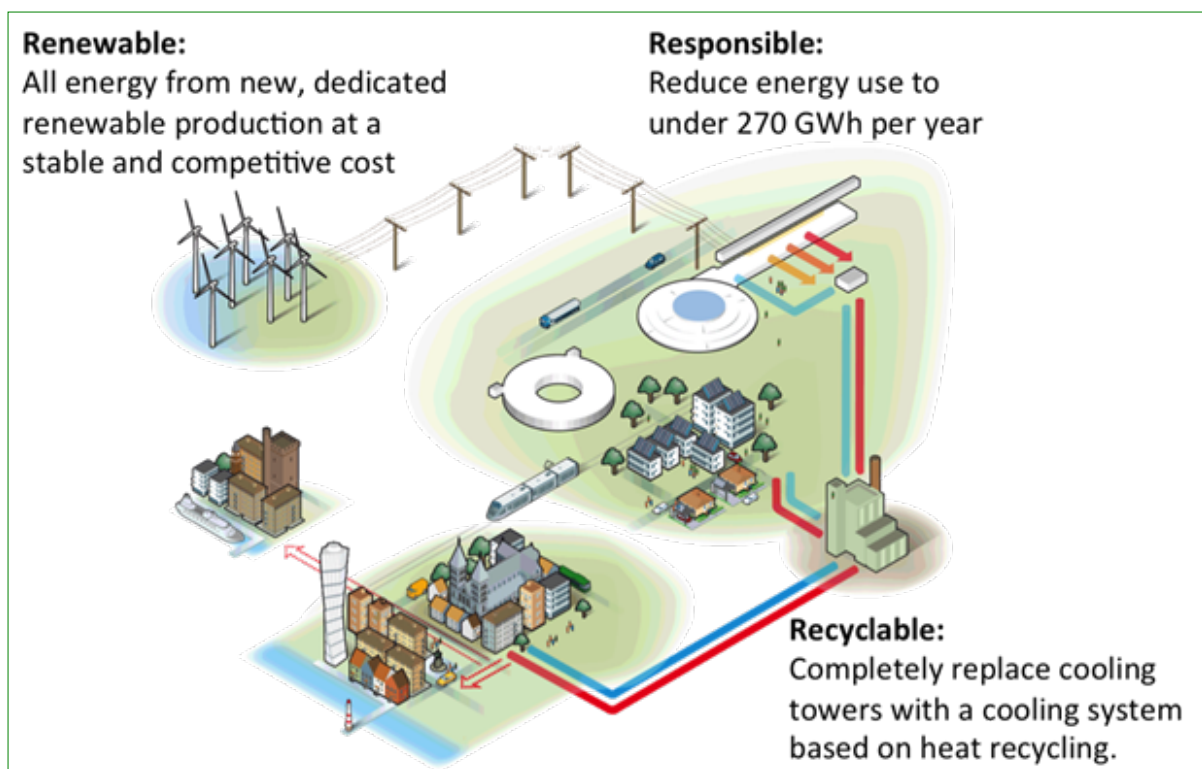 Renewable:
All energy from new, dedicated
renewable production at a
stable and competitive cost
Responsible:
Reduce energy use to
under 270 GWh per year
Recyclable:
Completely replace cooling
towers with a cooling system
based on heat recycling.